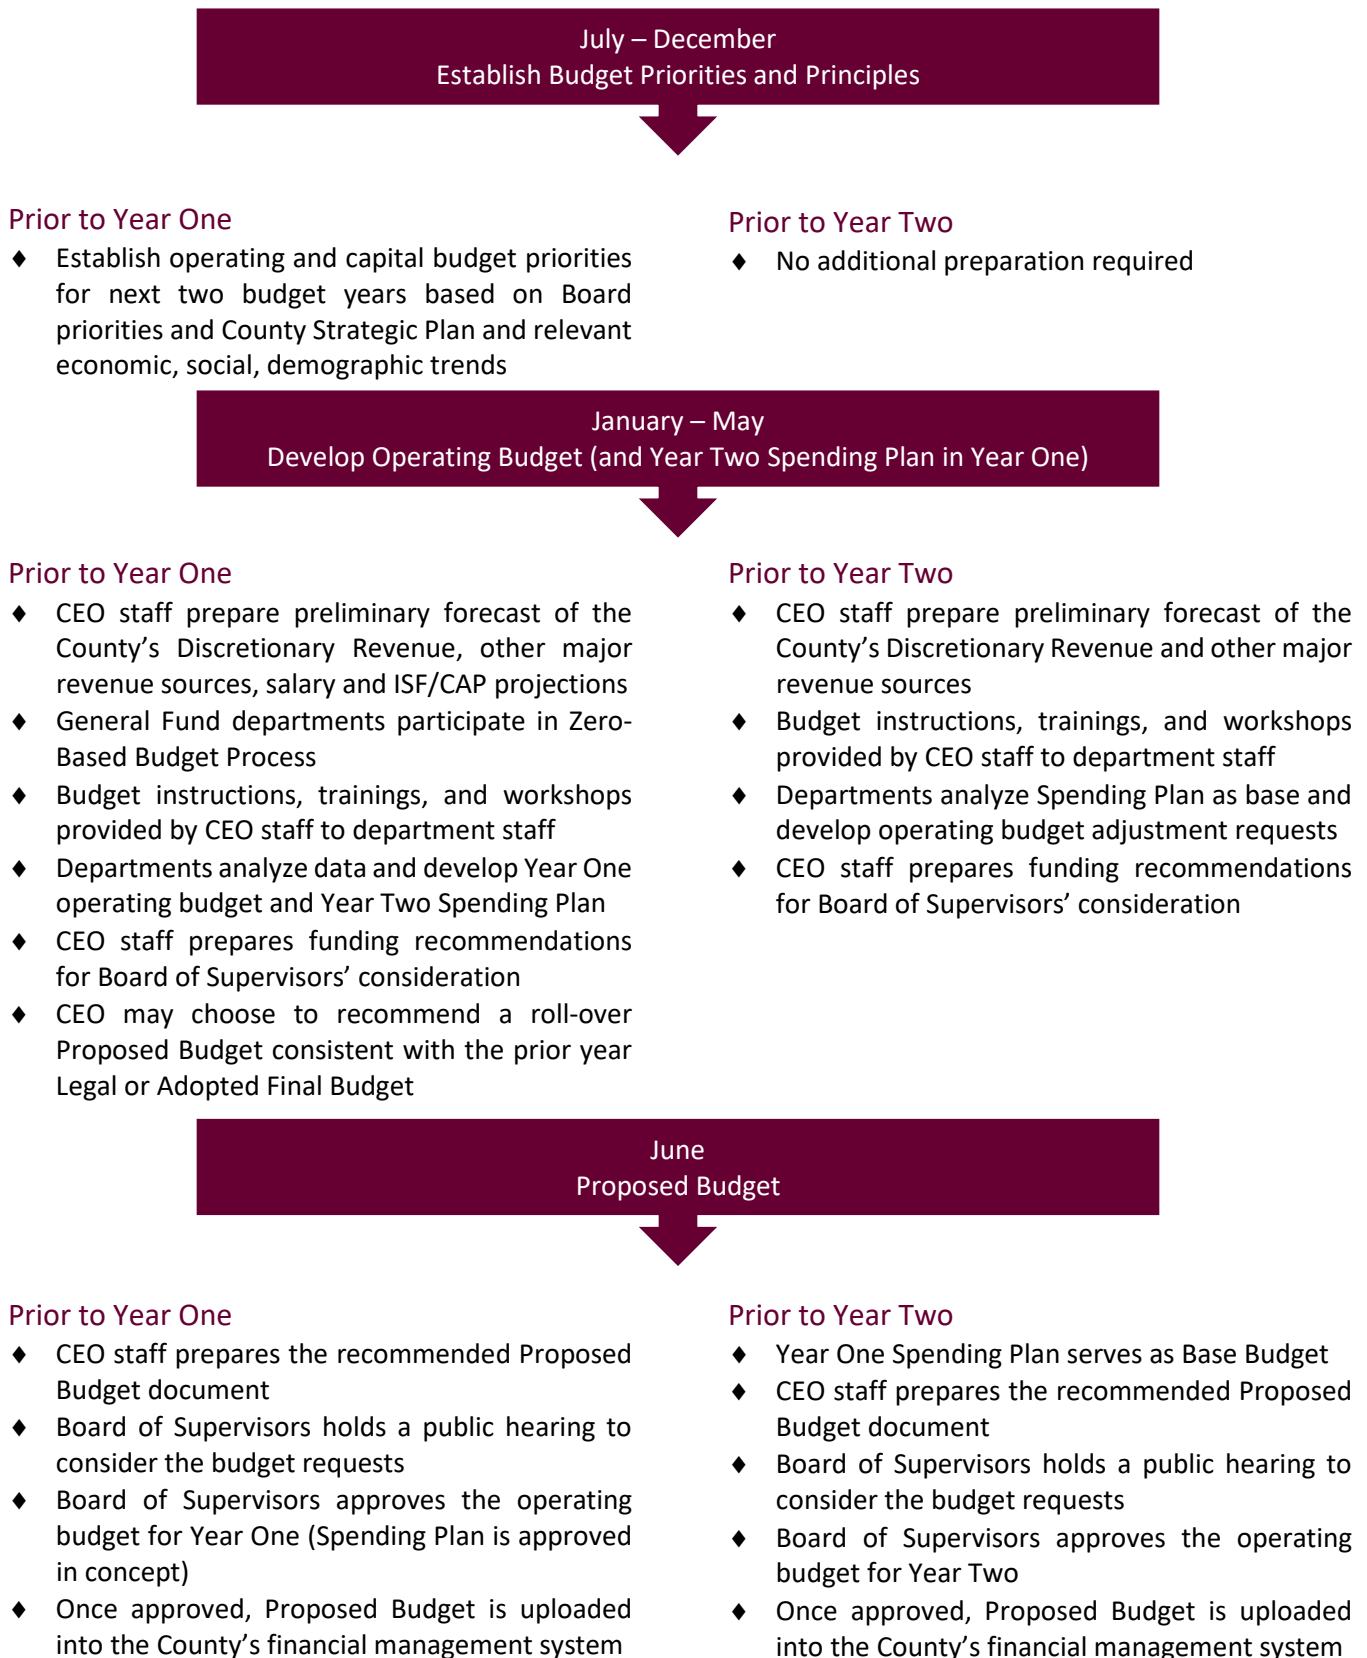 July – December
Establish Budget Priorities and Principles
Prior to Year One
♦ Establish operating and capital budget priorities
for next two budget years based on Board
priorities and County Strategic Plan and relevant
economic, social, demographic trends
Prior to Year Two
♦ No additional preparation required
January – May
Develop Operating Budget (and Year Two Spending Plan in Year One)
Prior to Year One
♦ CEO staff prepare preliminary forecast of the
County’s Discretionary Revenue, other major
revenue sources, salary and ISF/CAP projections
♦ General Fund departments participate in Zero-
Based Budget Process
♦ Budget instructions, trainings, and workshops
provided by CEO staff to department staff
♦ Departments analyze data and develop Year One
operating budget and Year Two Spending Plan
♦ CEO staff prepares funding recommendations
for Board of Supervisors’ consideration
♦ CEO may choose to recommend a roll-over
Proposed Budget consistent with the prior year
Legal or Adopted Final Budget
Prior to Year Two
♦ CEO staff prepare preliminary forecast of the
County’s Discretionary Revenue and other major
revenue sources
♦ Budget instructions, trainings, and workshops
provided by CEO staff to department staff
♦ Departments analyze Spending Plan as base and
develop operating budget adjustment requests
♦ CEO staff prepares funding recommendations
for Board of Supervisors’ consideration
June
Proposed Budget
Prior to Year One
♦ CEO staff prepares the recommended Proposed
Budget document
♦ Board of Supervisors holds a public hearing to
consider the budget requests
♦ Board of Supervisors approves the operating
budget for Year One (Spending Plan is approved
in concept)
♦ Once approved, Proposed Budget is uploaded
into the County’s financial management system
Prior to Year Two
♦ Year One Spending Plan serves as Base Budget
♦ CEO staff prepares the recommended Proposed
Budget document
♦ Board of Supervisors holds a public hearing to
consider the budget requests
♦ Board of Supervisors approves the operating
budget for Year Two
♦ Once approved, Proposed Budget is uploaded
into the County’s financial management system